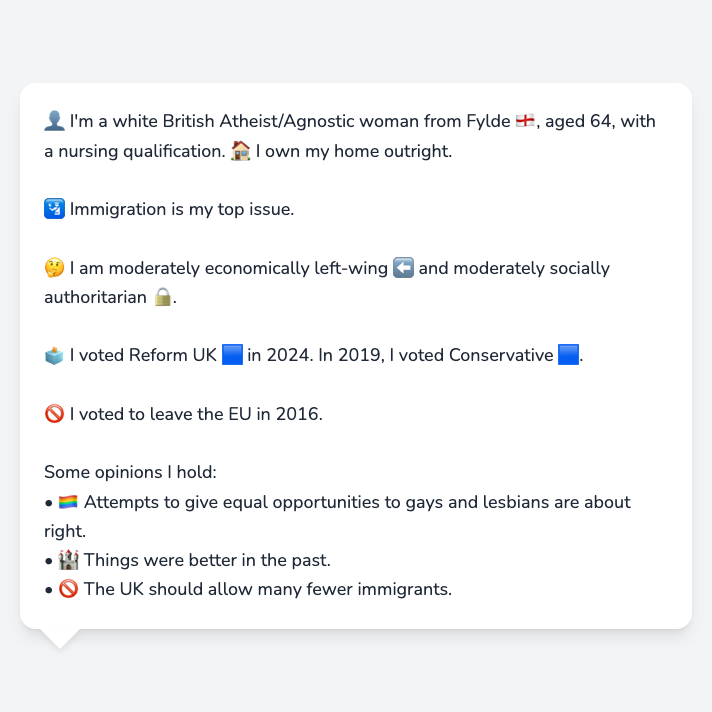 👤 I'm a white British Atheist/Agnostic woman from Fylde 🏴󠁧󠁢󠁥󠁮󠁧󠁿, aged 64, with
a nursing qualification. 🏠 I own my home outright.
🛂 Immigration is my top issue.
🤔 I am moderately economically left-wing ⬅️ and moderately socially
authoritarian 🔒.
🗳️ I voted Reform UK 🟦 in 2024. In 2019, I voted Conservative 🟦.
🚫 I voted to leave the EU in 2016.
Some opinions I hold:
• 🏳️‍🌈 Attempts to give equal opportunities to gays and lesbians are about
right.
• 🏰 Things were better in the past.
• 🚫 The UK should allow many fewer immigrants.